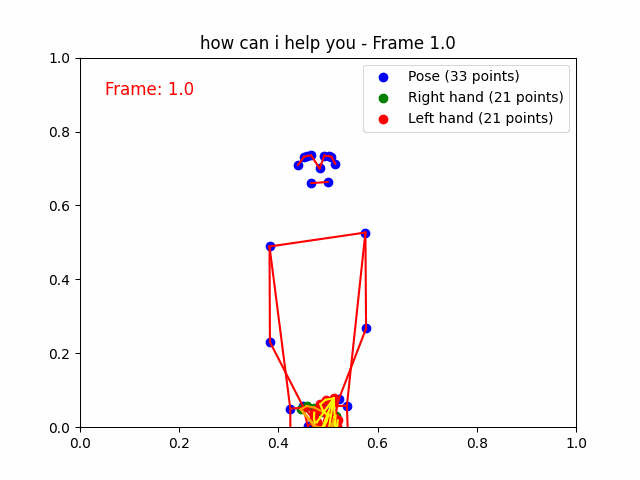 how can i help you - Frame 1.0
Frame: 1.0
Pose (33 points)
Right hand (21 points)
Left hand (21 points)
1.0
0.8
0.6
0.4
0.2
0.0
0.0 0.2 0.4 0.6 0.8 1.0